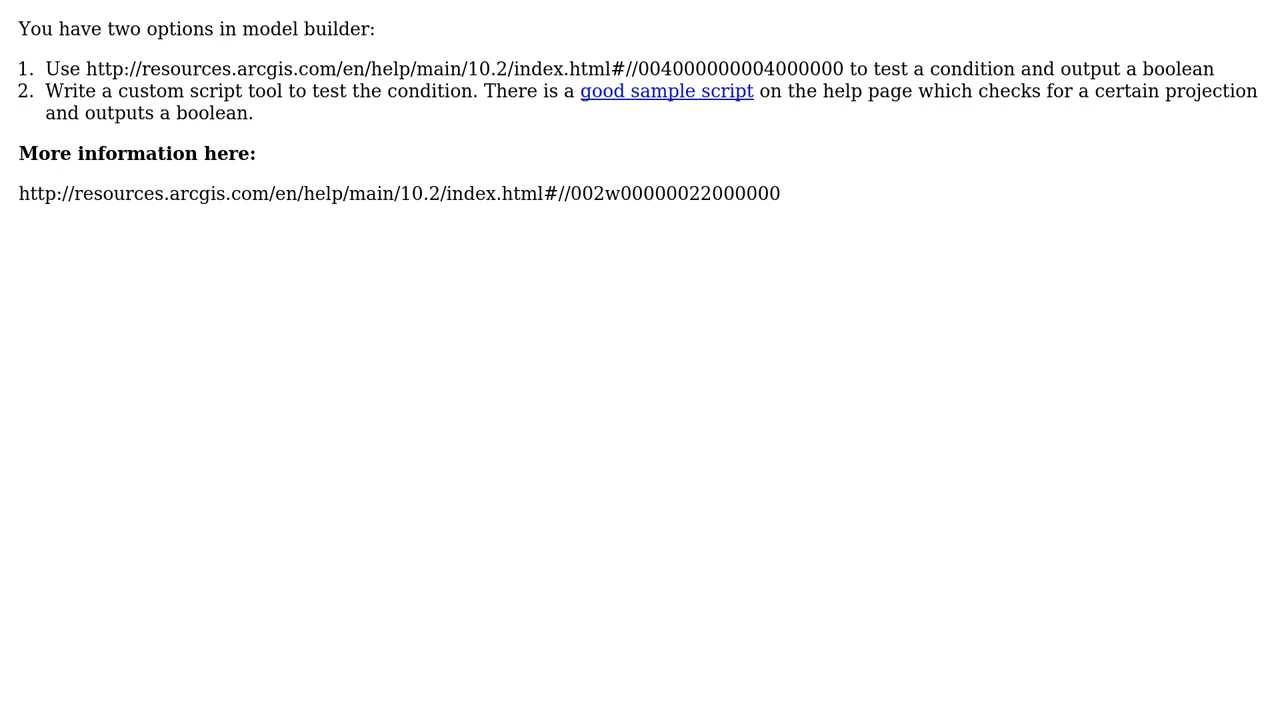 You have two options in model builder:
1. Use http://resources.arcgis.com/en/help/main/10.2/index.html#//004000000004000000 to test a condition and output a boolean
2. Write a custom script tool to test the condition. There is a good sample script on the help page which checks for a certain projection
and outputs a boolean.
More information here:
http://resources.arcgis.com/en/help/main/10.2/index.html#//002w00000022000000